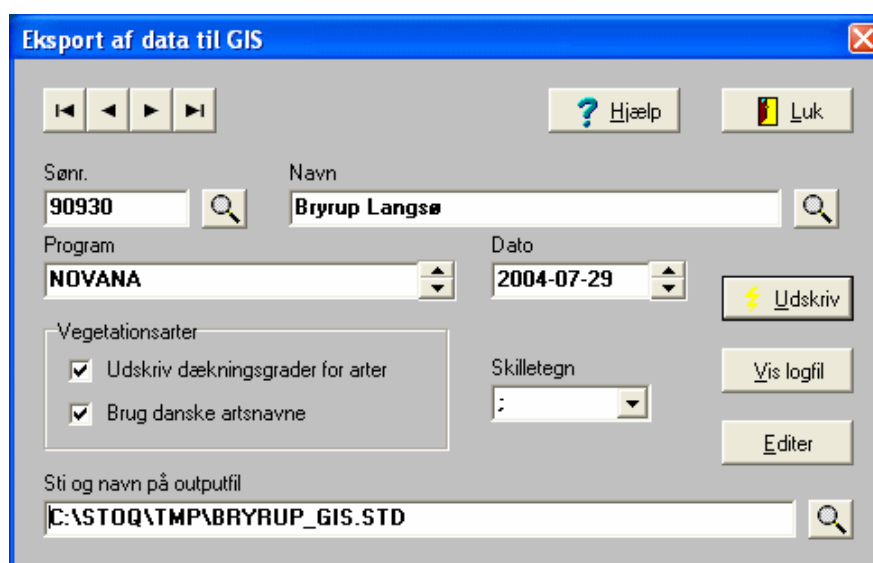 Eksport af data til GIS
Hjælp
Luk
Sønr.
Navn
90930
Bryrup Langsø
Program
Dato
NOVANA
2004-07-29
Udskriv
Vegetationsarter
Udskriv dækningsgrader for arter
Skilletegn
Vis logfil
;
Brug danske artsnavne
Editer
Sti og navn på outputfil
C:\STOQ\TMP\BRYRUP_GIS.STD